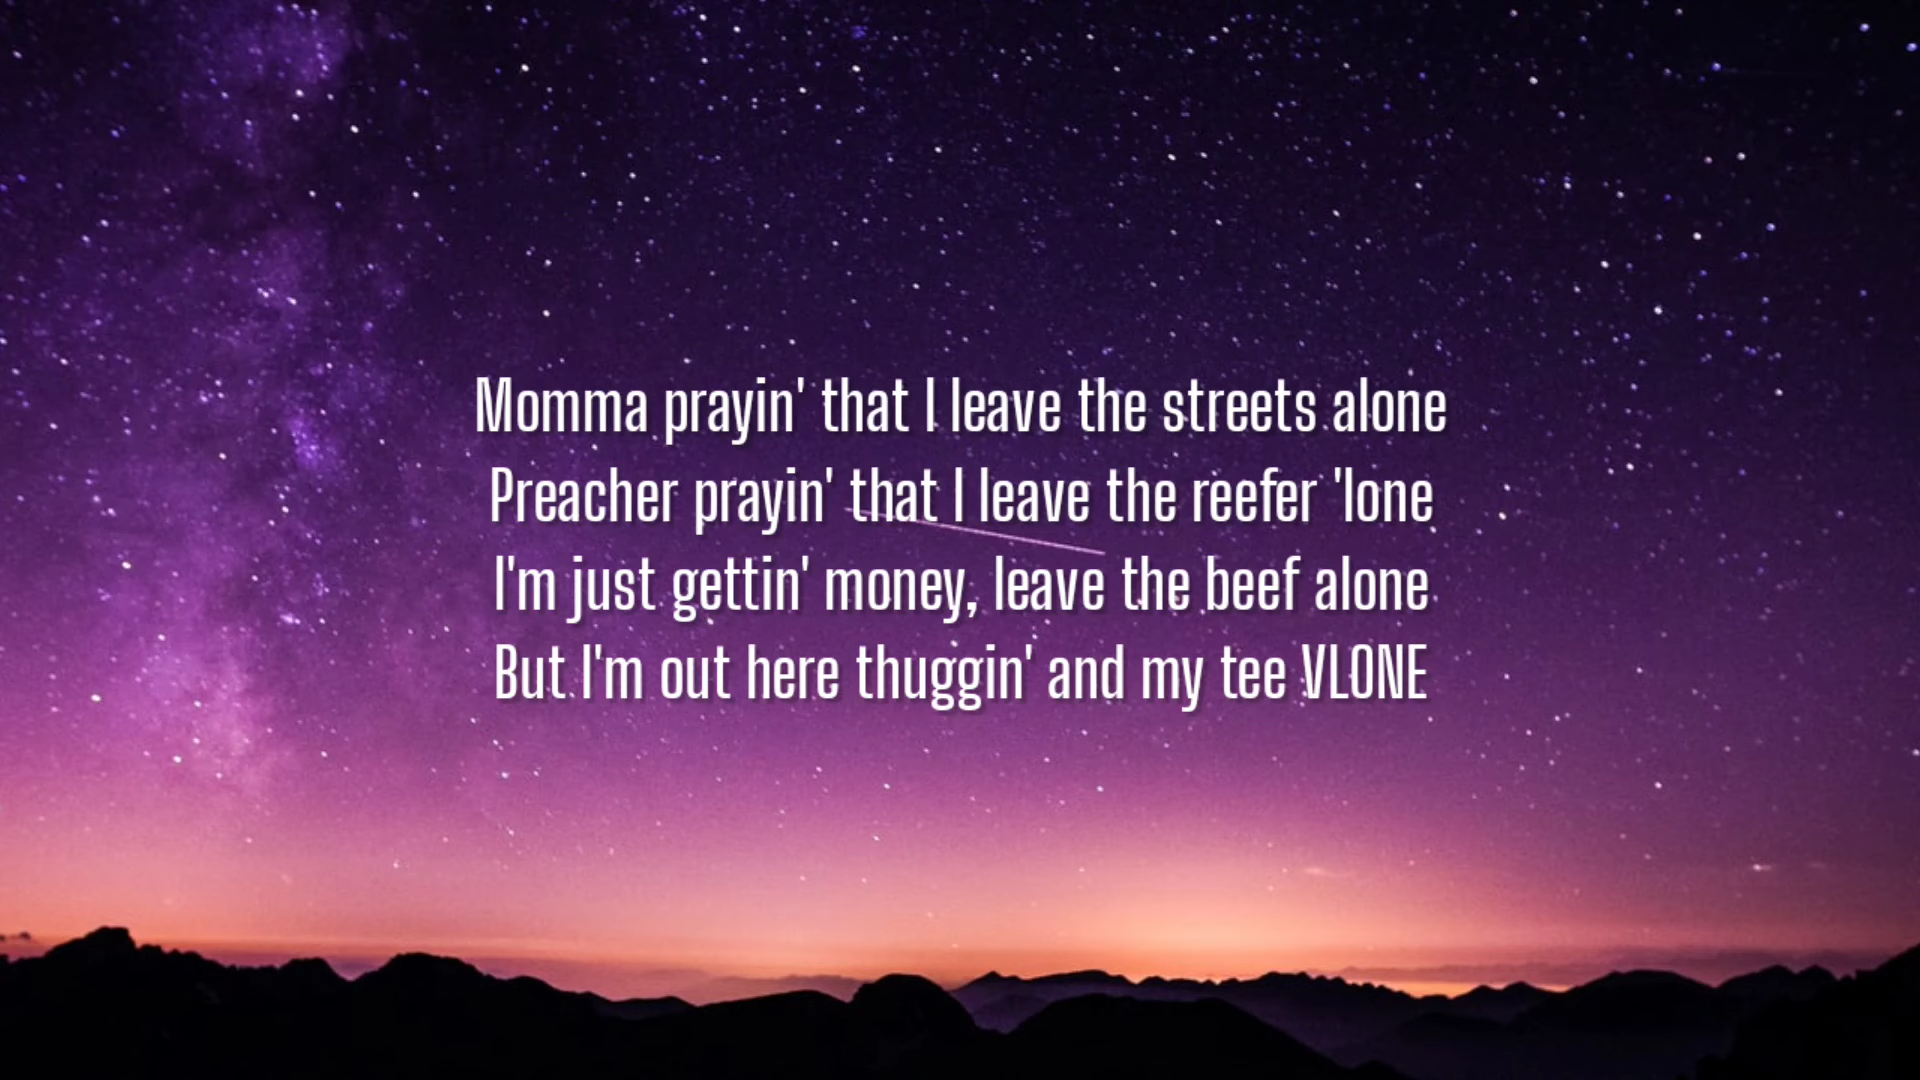 Momma prayin' that I leave the streets alone
Preacher prayin' that I leave the reefer 'lone
I'm just gettin' money, leave the beef alone
But I'm out here thuggin' and my tee VLONE